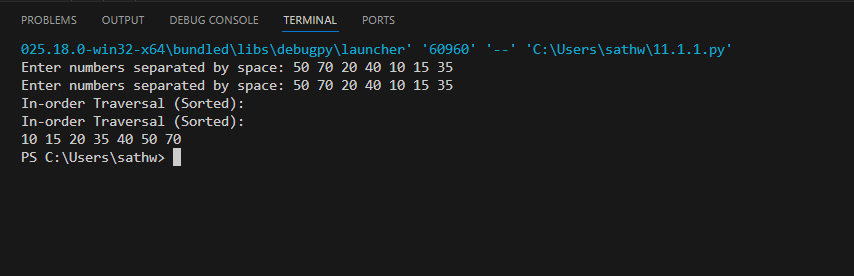 PROBLEMS OUTPUT DEBUG CONSOLE TERMINAL PORTS
025.18.0-win32-x64\bundled\libs\debugpy\launcher' '60960' '--' 'C:\Users\sathw\11.1.1.py'
Enter numbers separated by space: 50 70 20 40 10 15 35
Enter numbers separated by space: 50 70 20 40 10 15 35
In-order Traversal (Sorted):
In-order Traversal (Sorted):
10 15 20 35 40 50 70
PS C:\Users\sathw>